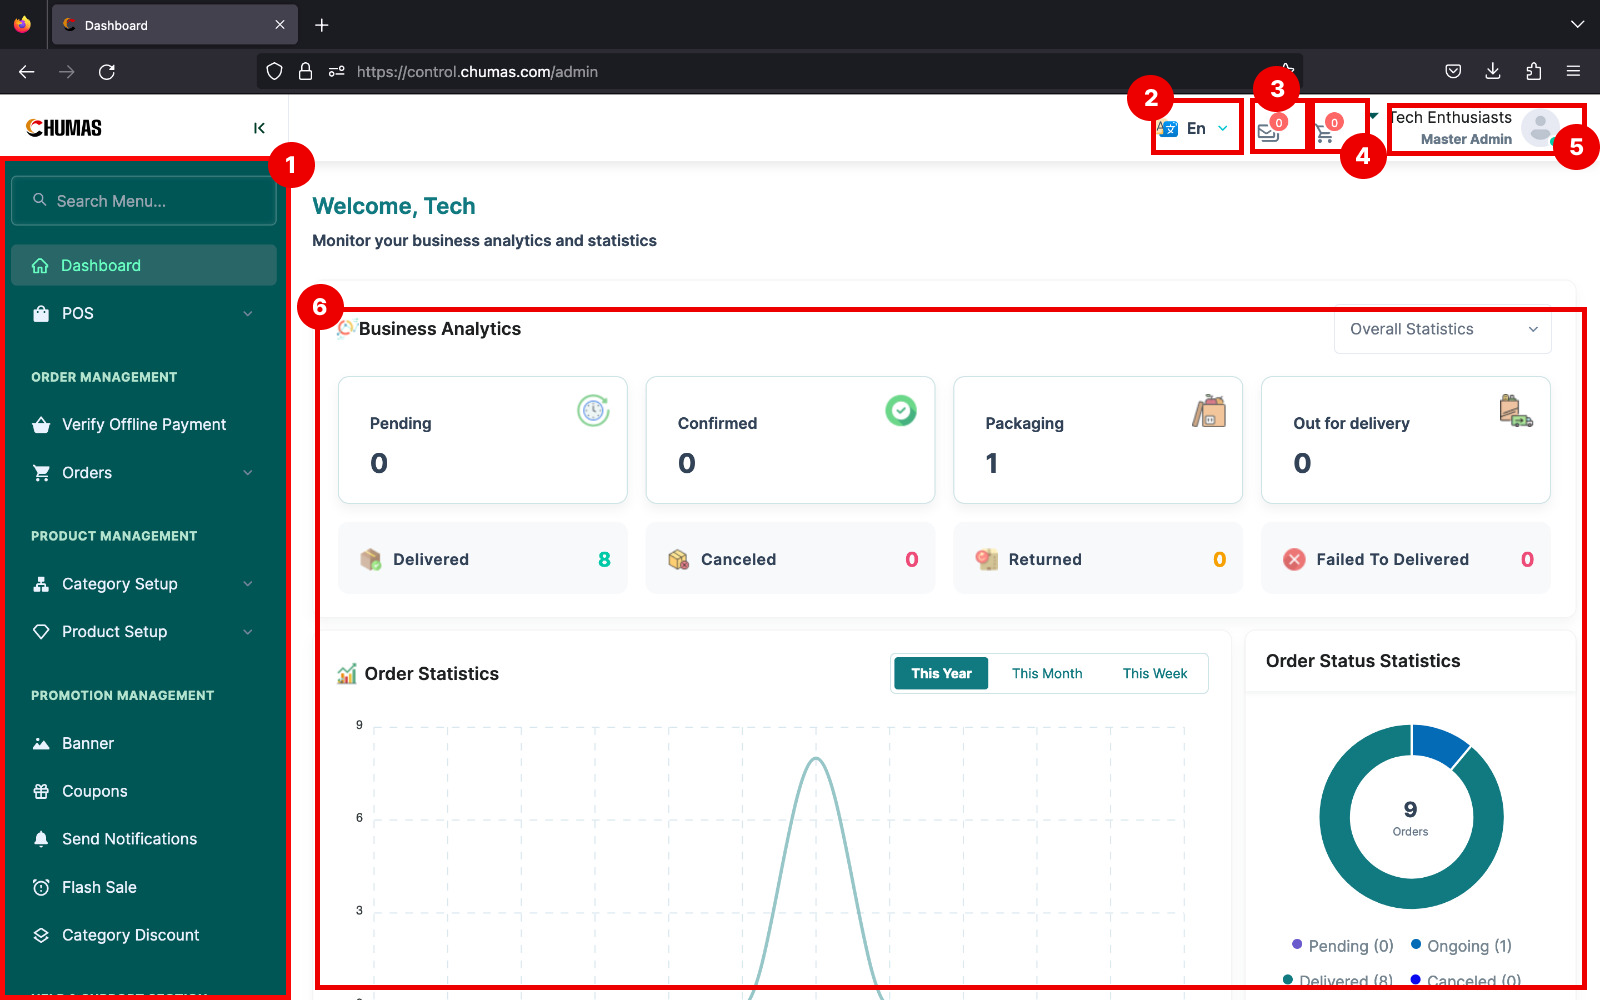 Dashboard
https://control.chumas.com/admin
CHUMAS
2
En
3
0
0
4
Tech Enthusiasts
Master Admin
5
1
Search Menu...
Dashboard
POS
ORDER MANAGEMENT
Verify Offline Payment
Orders
PRODUCT MANAGEMENT
Category Setup
Product Setup
PROMOTION MANAGEMENT
Banner
Coupons
Send Notifications
Flash Sale
Category Discount
Welcome, Tech
Monitor your business analytics and statistics
6
Business Analytics
Overall Statistics
Pending
0
Confirmed
0
Packaging
1
Out for delivery
0
Delivered 8
Canceled 0
Returned 0
Failed To Delivered 0
Order Statistics
This Year This Month This Week
9
6
3
Order Status Statistics
9
Orders
Pending (0) Ongoing (1)
Delivered (8) Canceled (0)